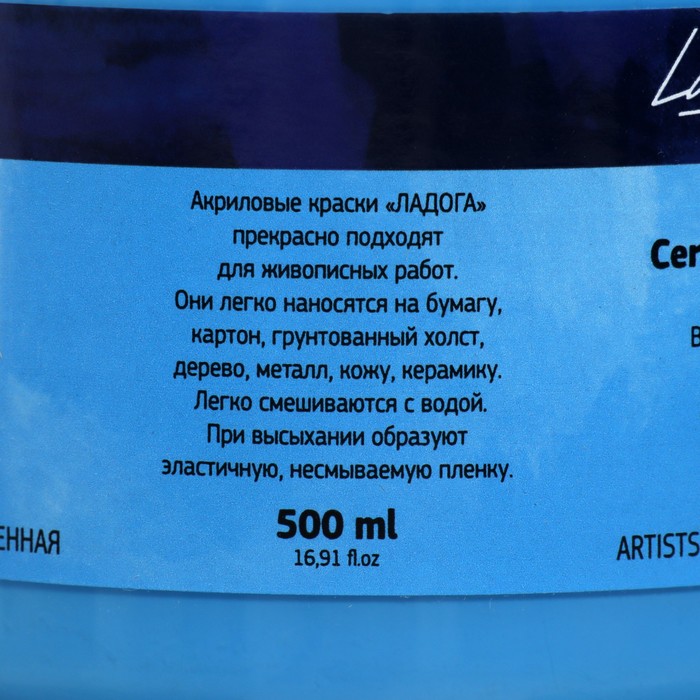 Акриловые краски «ЛАДОГА»
прекрасно подходят
для живописных работ.
Они легко наносятся на бумагу,
картон, грунтованный холст,
дерево, металл, кожу, керамику.
Легко смешиваются с водой.
При высыхании образуют
эластичную, несмываемую пленку.
500 ml
16,91 fl.oz
ARTISTS